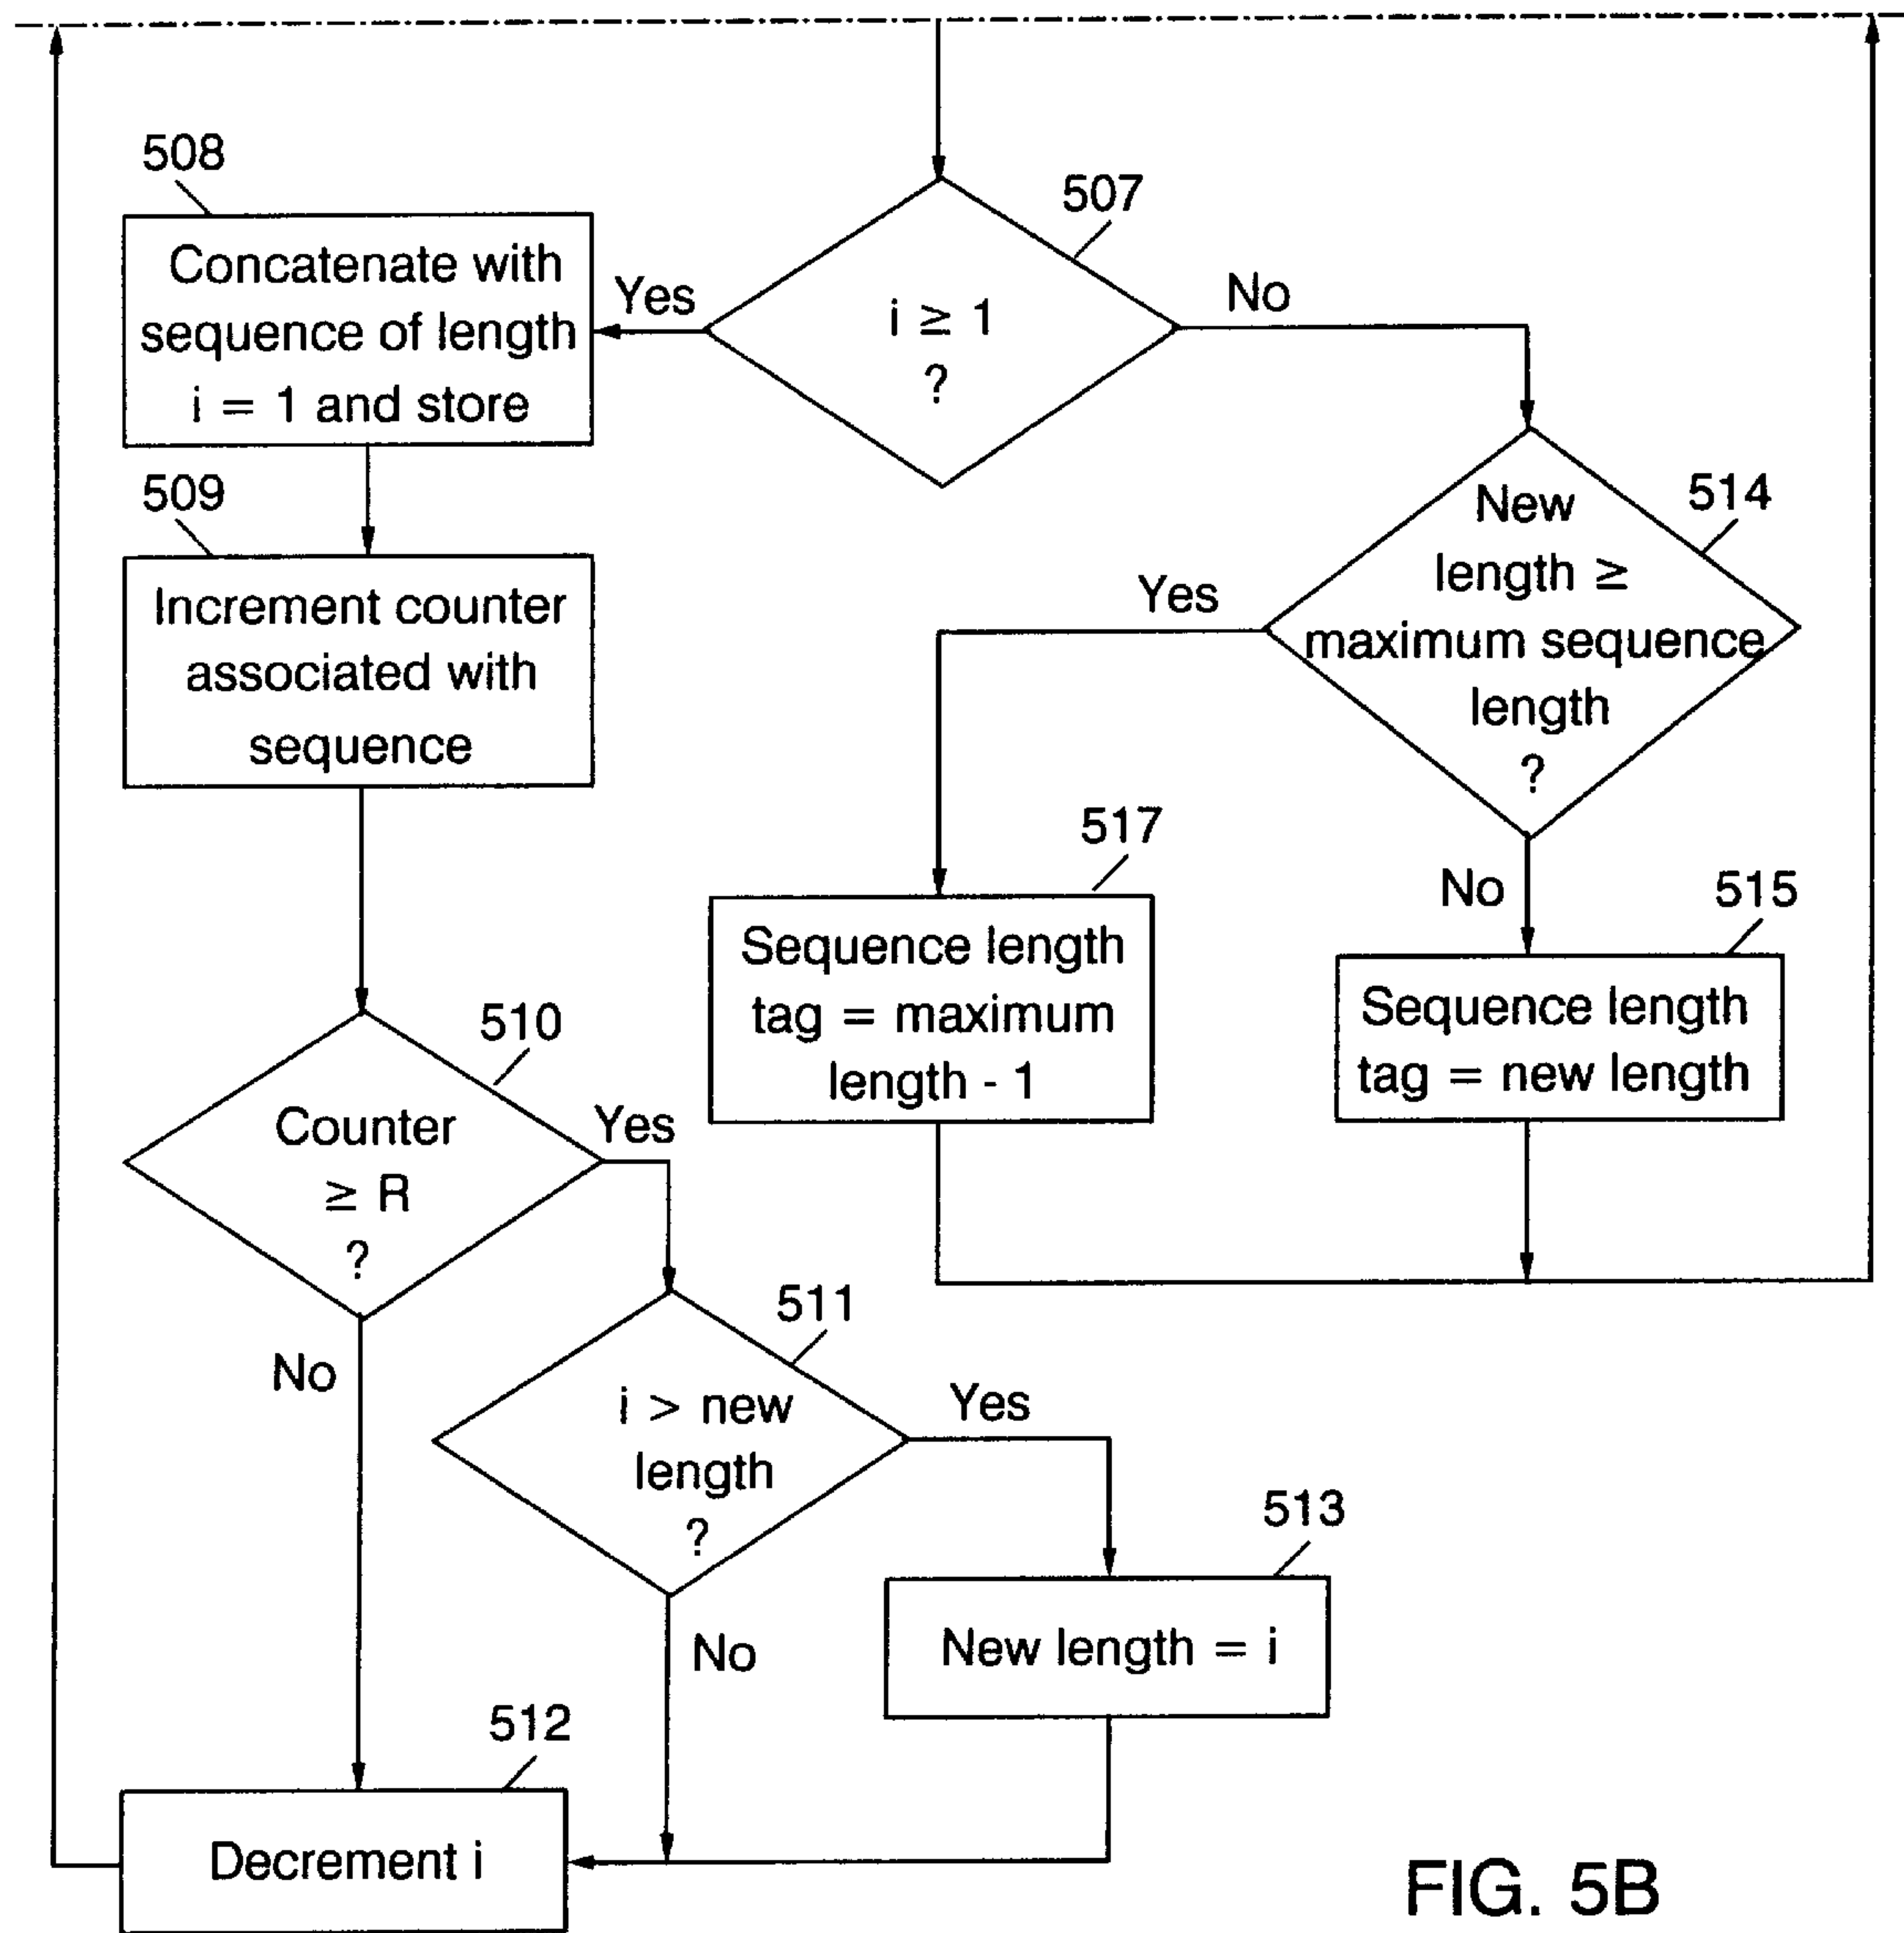 508
Concatenate with
sequence of length
i = 1 and store
Yes
507
i ≥ 1
?
No
509
Increment counter
associated with
sequence
514
New
length ≥
maximum sequence
length
?
Yes
No
517
Sequence length
tag = maximum
length - 1
515
Sequence length
tag = new length
510
Counter
≥ R
?
Yes
No
511
i > new
length
?
Yes
No
513
New length = i
512
Decrement i
FIG. 5B